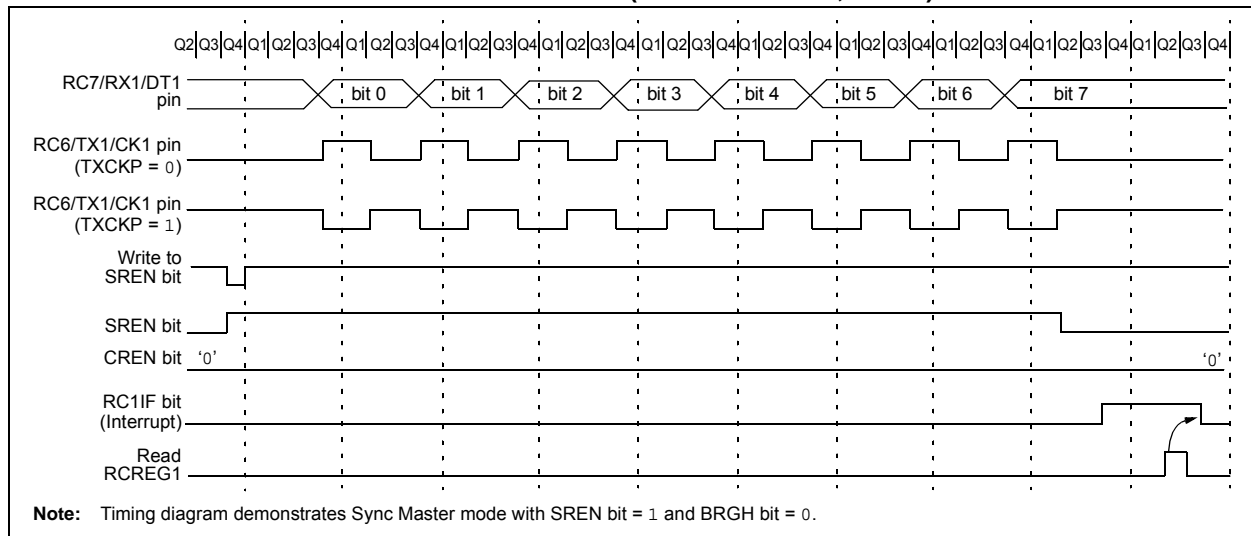 Q2 Q3 Q4 Q1 Q2 Q3 Q4 Q1 Q2 Q3 Q4 Q1 Q2 Q3 Q4 Q1 Q2 Q3 Q4 Q1 Q2 Q3 Q4 Q1 Q2 Q3 Q4 Q1 Q2 Q3 Q4 Q1 Q2 Q3 Q4 Q1 Q2 Q3 Q4 Q1 Q2 Q3 Q4
RC7/RX1/DT1
pin
bit 0 bit 1 bit 2 bit 3 bit 4 bit 5 bit 6 bit 7
RC6/TX1/CK1 pin
(TXCKP = 0)
RC6/TX1/CK1 pin
(TXCKP = 1)
Write to
SREN bit
SREN bit
CREN bit '0' '0'
RC1IF bit
(Interrupt)
Read
RCREG1
Note: Timing diagram demonstrates Sync Master mode with SREN bit = 1 and BRGH bit = 0.